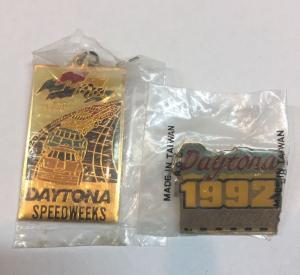 DAYTONA
SPEEDWEEKS
MADE IN TAIWAN
Daytona
1992
MADE IN TAIWAN